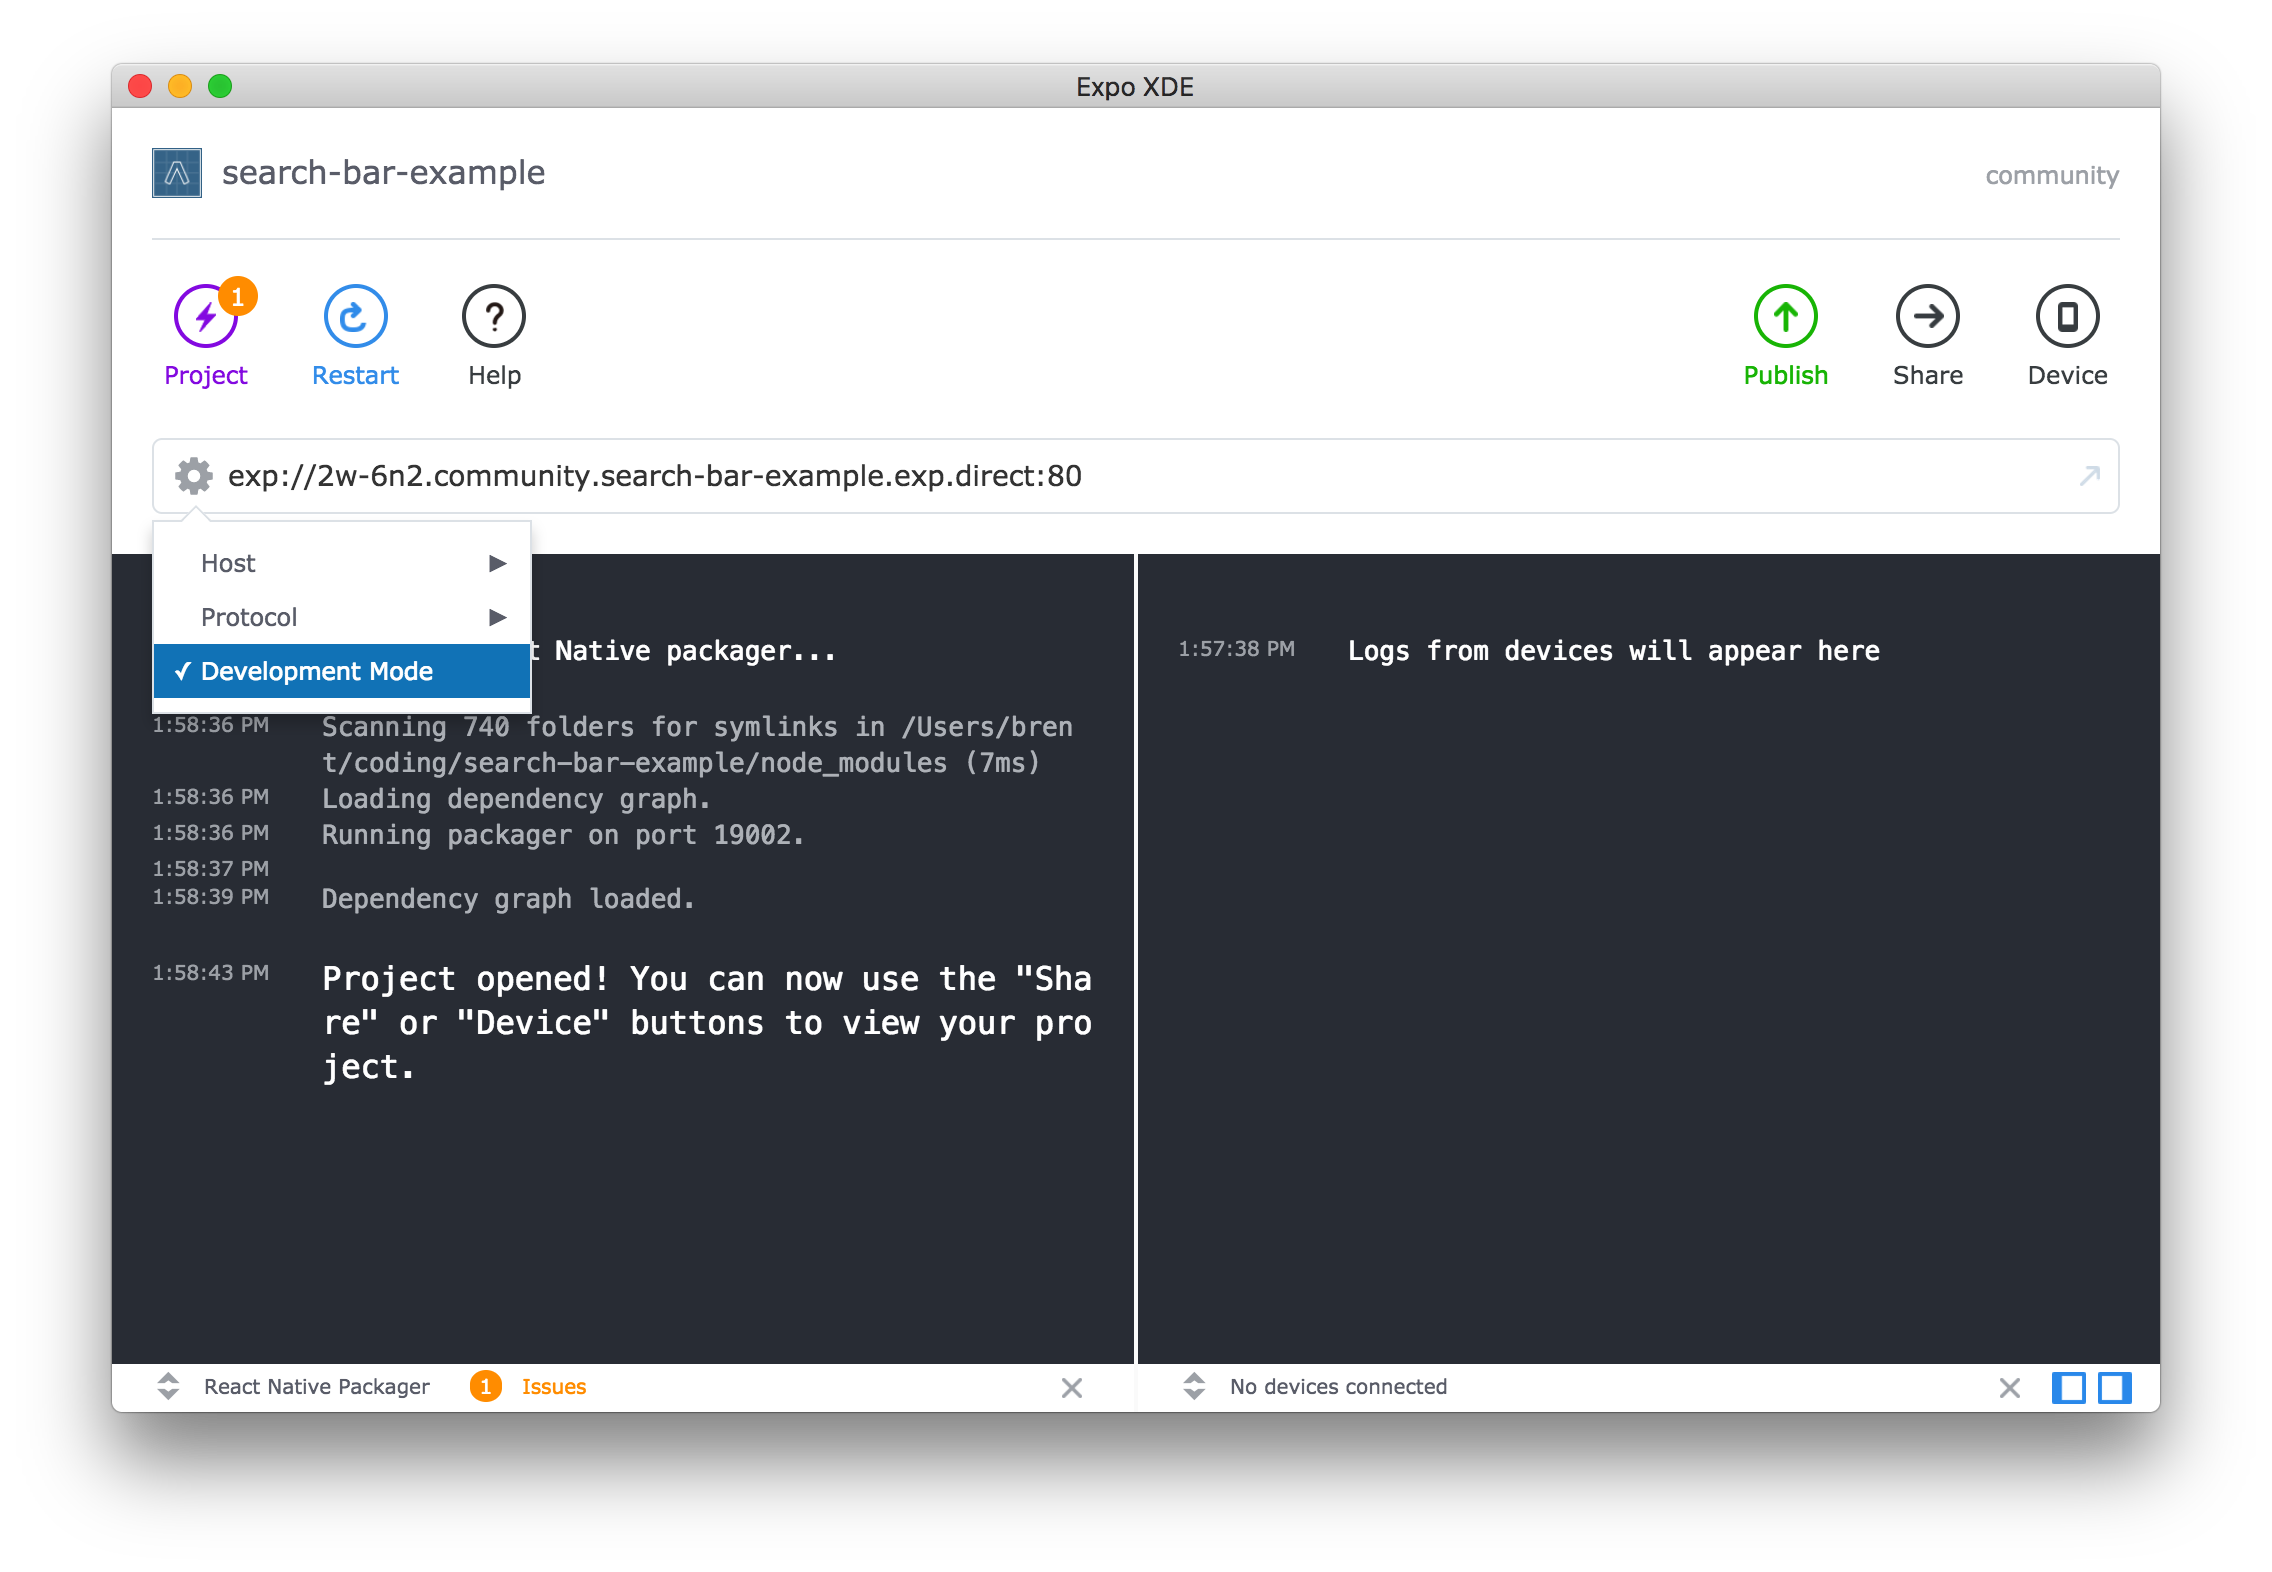 Expo XDE
search-bar-example
community
1
Project
Restart
?
Help
Publish
Share
Device
exp://2w-6n2.community.search-bar-example.exp.direct:80
Host
Protocol
✓ Development Mode
Native packager...
1:58:36 PM Scanning 740 folders for symlinks in /Users/bren
t/coding/search-bar-example/node_modules (7ms)
1:58:36 PM Loading dependency graph.
1:58:36 PM Running packager on port 19002.
1:58:37 PM
1:58:39 PM Dependency graph loaded.
1:58:43 PM Project opened! You can now use the "Sha
re" or "Device" buttons to view your pro
ject.
1:57:38 PM Logs from devices will appear here
React Native Packager 1 Issues
No devices connected